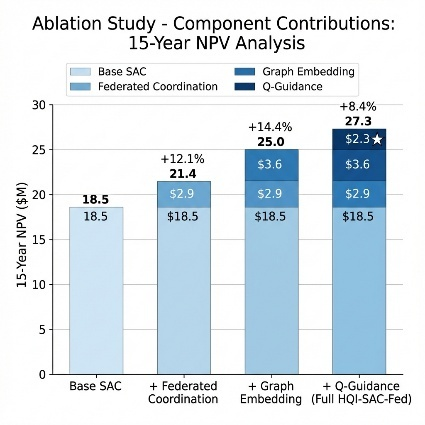 Ablation Study - Component Contributions:
15-Year NPV Analysis
Base SAC
Federated Coordination
Graph Embedding
Q-Guidance
15-Year NPV ($M)
30
25
20
15
10
5
0
18.5
18.5
+12.1%
21.4
$2.9
$18.5
+14.4%
25.0
$3.6
$2.9
$18.5
+8.4%
27.3
$2.3
$3.6
$2.9
$18.5
Base SAC
+ Federated
Coordination
+ Graph
Embedding
+ Q-Guidance
(Full HQI-SAC-Fed)